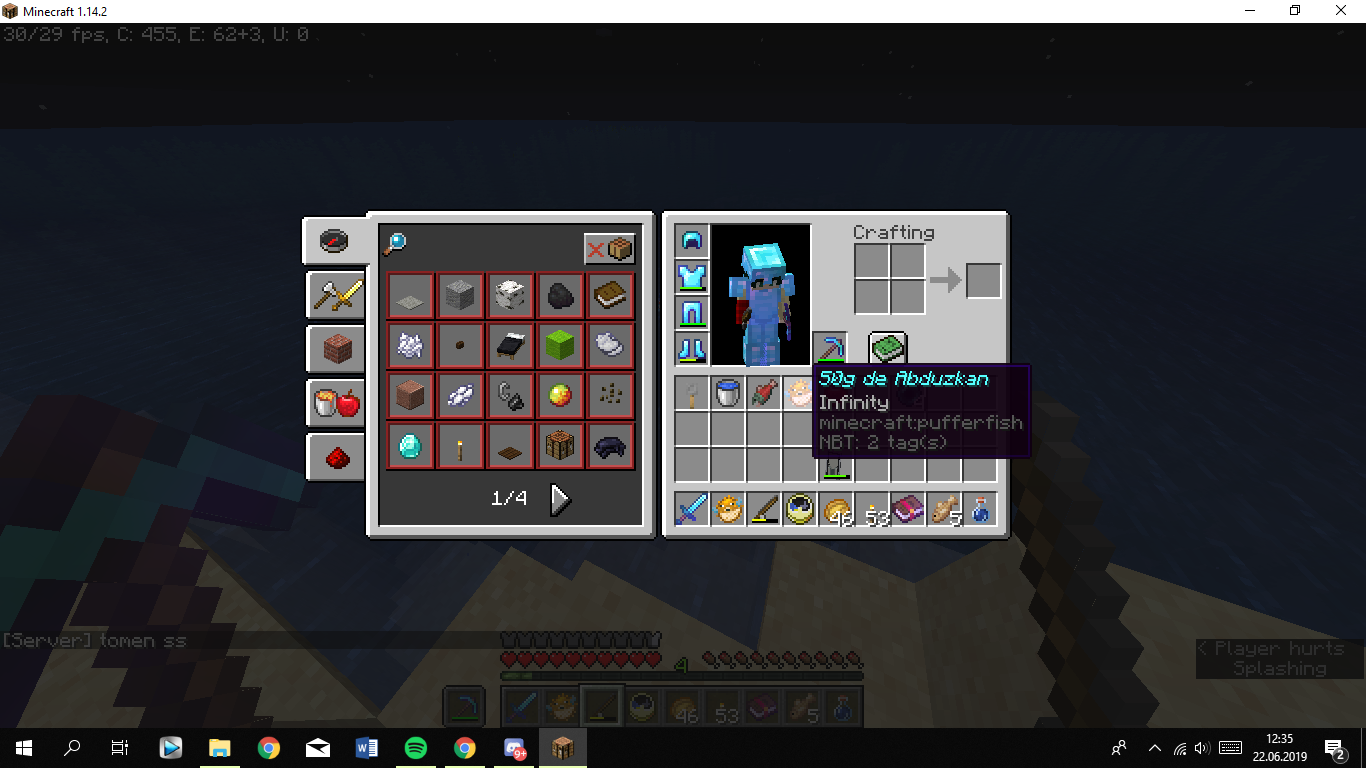 Minecraft 1.14.2
30/29 fps, C: 455, E: 62+3, U: 0
Crafting
50g de Abduzkan
Infinity
minecraft:pufferfish
NBT: 2 tag(s)
1/4
46
53
5
[Server] tomen ss
4
< Player hurts
Splashing
46
53
5
9+
12:35
22.06.2019
2